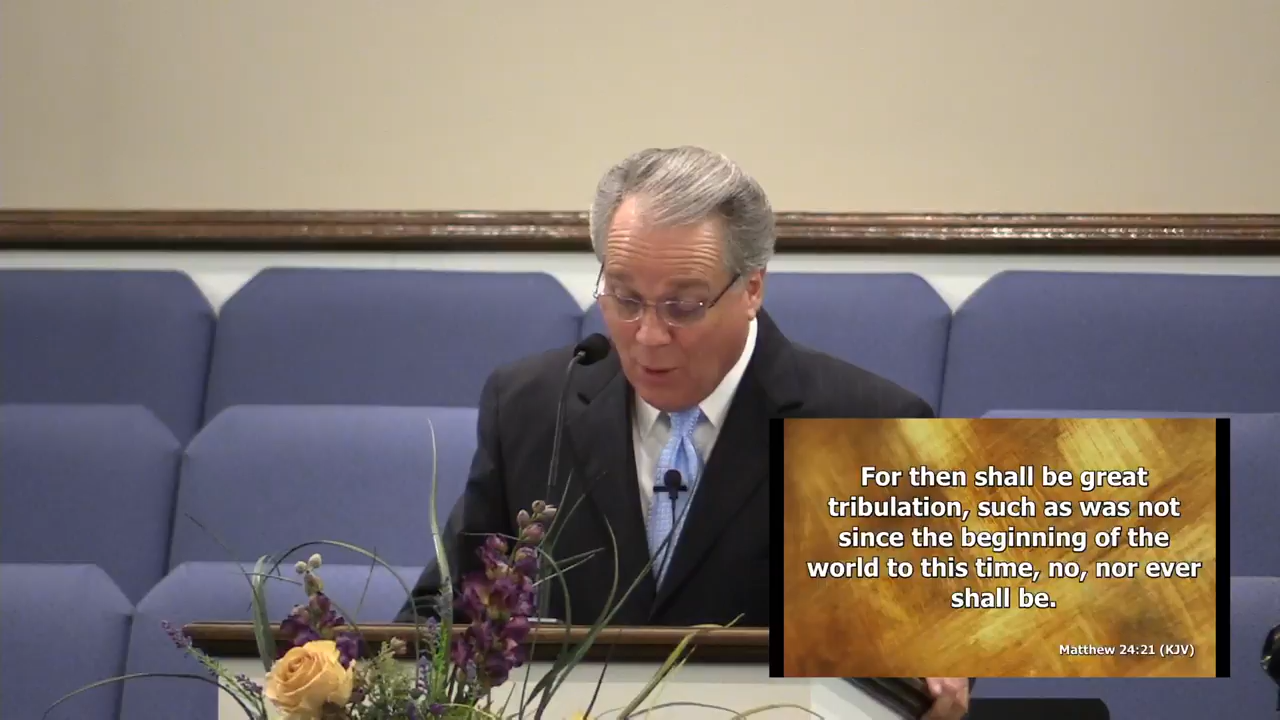 For then shall be great
tribulation, such as was not
since the beginning of the
world to this time, no, nor ever
shall be.
Matthew 24:21 (KJV)